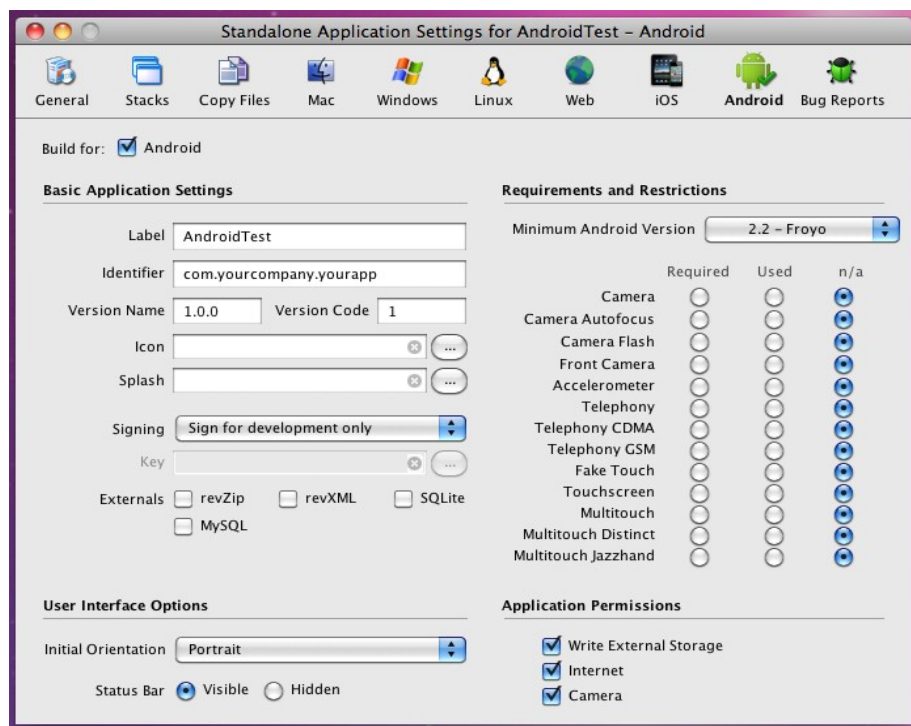 Standalone Application Settings for AndroidTest – Android
General Stacks Copy Files Mac Windows Linux Web iOS Android Bug Reports
Build for: Android
Basic Application Settings
Label AndroidTest
Identifier com.yourcompany.yourapp
Version Name 1.0.0 Version Code 1
Icon ...
Splash ...
Signing Sign for development only
Key ...
Externals revZip revXML SQLite
MySQL
User Interface Options
Initial Orientation Portrait
Status Bar Visible Hidden
Requirements and Restrictions
Minimum Android Version 2.2 – Froyo
Required Used n/a
Camera
Camera Autofocus
Camera Flash
Front Camera
Accelerometer
Telephony
Telephony CDMA
Telephony GSM
Fake Touch
Touchscreen
Multitouch
Multitouch Distinct
Multitouch Jazzhand
Application Permissions
Write External Storage
Internet
Camera